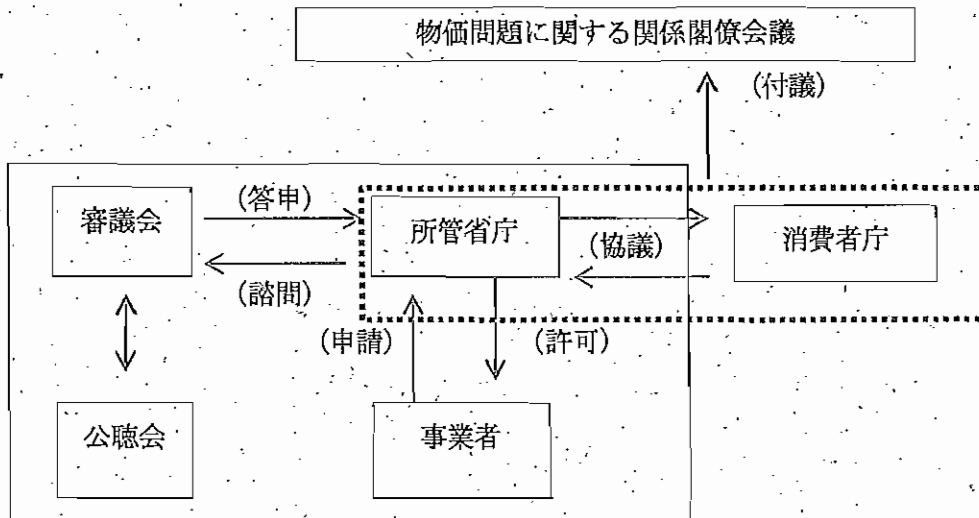 物価問題に関する関係閣僚会議
(付議)
審議会
(答申)
所管省庁
消費者庁
(協議)
(諮問)
(申請)
(許可)
公聴会
事業者